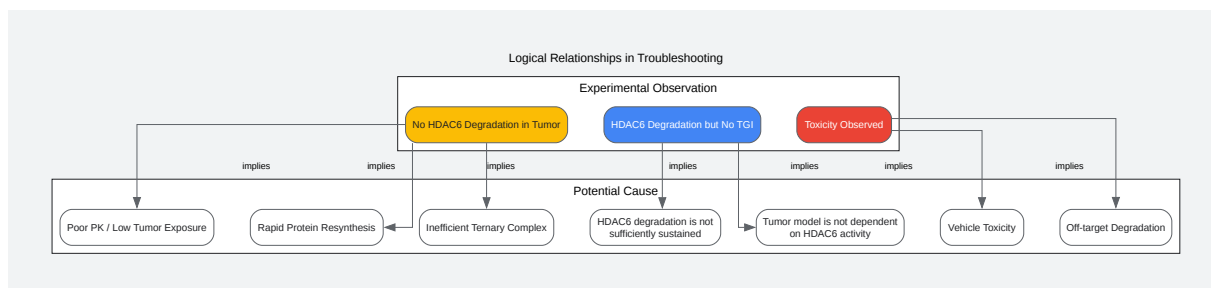 Logical Relationships in Troubleshooting
Experimental Observation
No HDAC6 Degradation in Tumor
HDAC6 Degradation but No TGI
Toxicity Observed
implies
implies
implies
implies
implies
implies
implies
Potential Cause
Poor PK / Low Tumor Exposure
Rapid Protein Resynthesis
Inefficient Ternary Complex
HDAC6 degradation is not
sufficiently sustained
Tumor model is not dependent
on HDAC6 activity
Vehicle Toxicity
Off-target Degradation